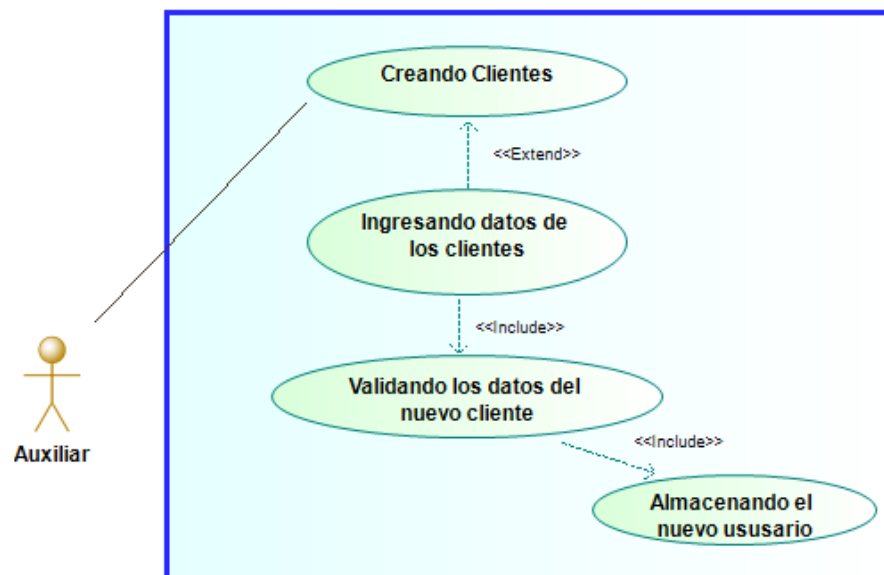 Creando Clientes
<<Extend>>
Ingresando datos de
los clientes
<<Include>>
Validando los datos del
nuevo cliente
<<Include>>
Auxiliar
Almacenando el
nuevo ususario